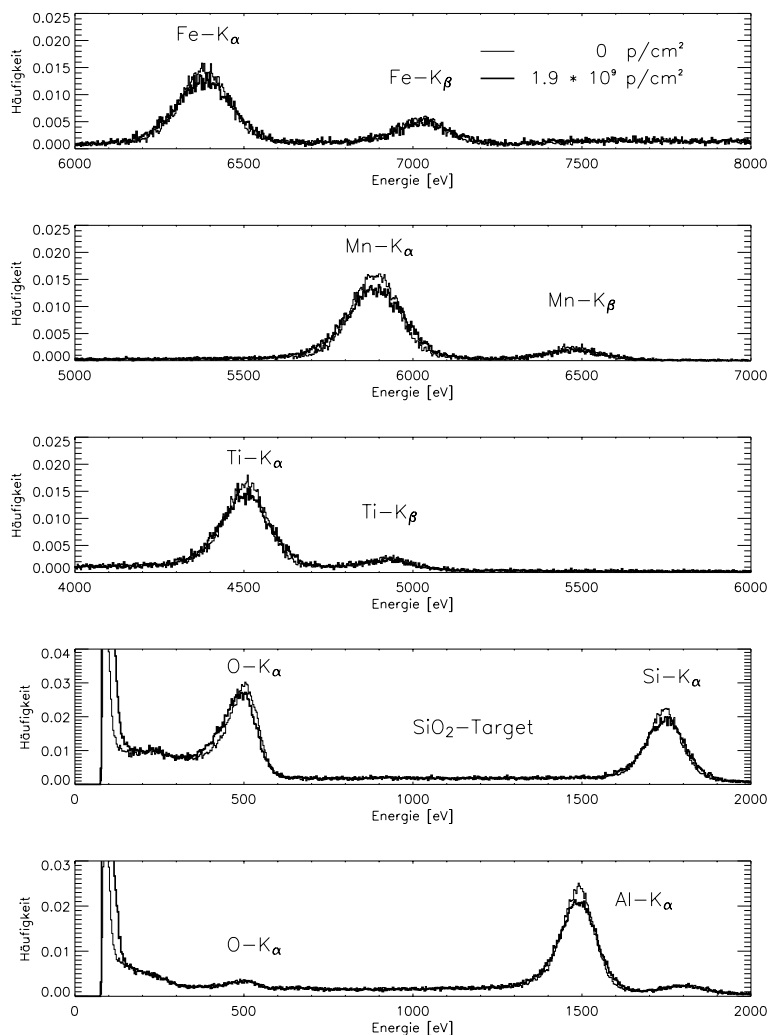 0.025
0.020
0.015
0.010
0.005
0.000
Häufigkeit
Fe–Kα
Fe–Kβ
0 p/cm²
1.9 * 10⁹ p/cm²
6000 6500 7000 7500 8000
Energie [eV]
0.025
0.020
0.015
0.010
0.005
0.000
Häufigkeit
Mn–Kα
Mn–Kβ
5000 5500 6000 6500 7000
Energie [eV]
0.025
0.020
0.015
0.010
0.005
0.000
Häufigkeit
Ti–Kα
Ti–Kβ
4000 4500 5000 5500 6000
Energie [eV]
0.04
0.03
0.02
0.01
0.00
Häufigkeit
O–Kα
SiO₂–Target
Si–Kα
0 500 1000 1500 2000
Energie [eV]
0.03
0.02
0.01
0.00
Häufigkeit
O–Kα
Al–Kα
0 500 1000 1500 2000
Energie [eV]